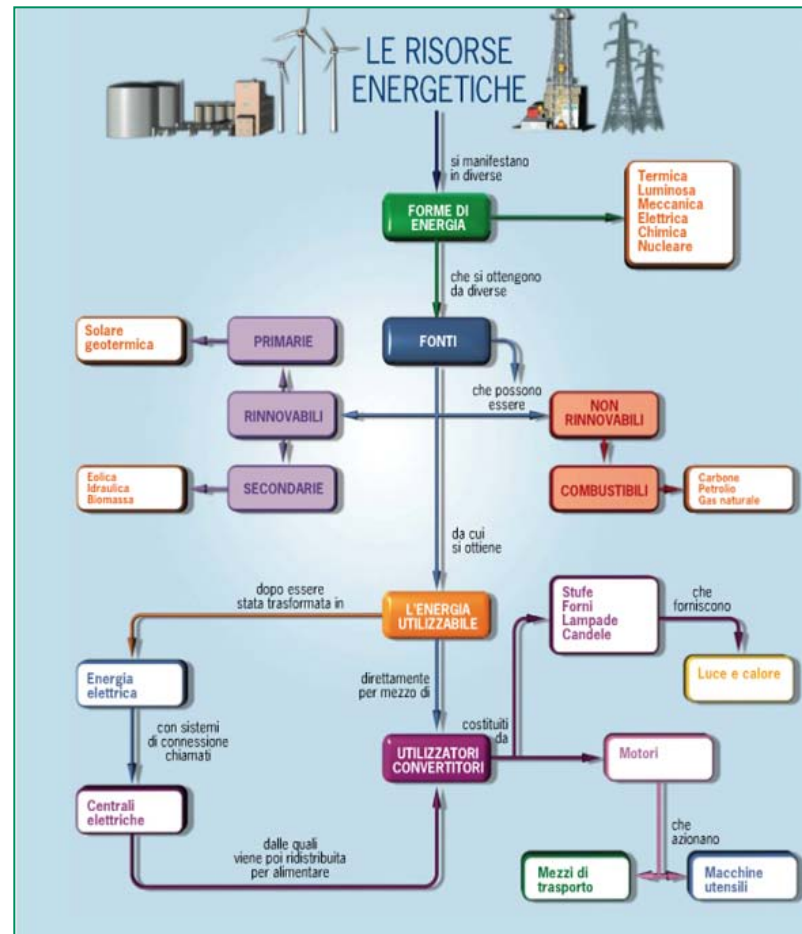 LE RISORSE
ENERGETICHE
si manifestano
in diverse
FORME DI
ENERGIA
Termica
Luminosa
Meccanica
Elettrica
Chimica
Nucleare
che si ottengono
da diverse
Solare
geotermica
PRIMARIE
FONTI
che possono
essere
RINNOVABILI
NON
RINNOVABILI
Eolica
Idraulica
Biomassa
SECONDARIE
COMBUSTIBILI
Carbone
Petrolio
Gas naturale
da cui
si ottiene
dopo essere
stata trasformata in
L'ENERGIA
UTILIZZABILE
Stufe
Forni
Lampade
Candele
che
forniscono
Luce e calore
Energia
elettrica
direttamente
per mezzo di
con sistemi
di connessione
chiamati
costituiti
da
UTILIZZATORI
CONVERTITORI
Motori
Centrali
elettriche
dalle quali
viene poi ridistribuita
per alimentare
che
azionano
Mezzi di
trasporto
Macchine
utensili